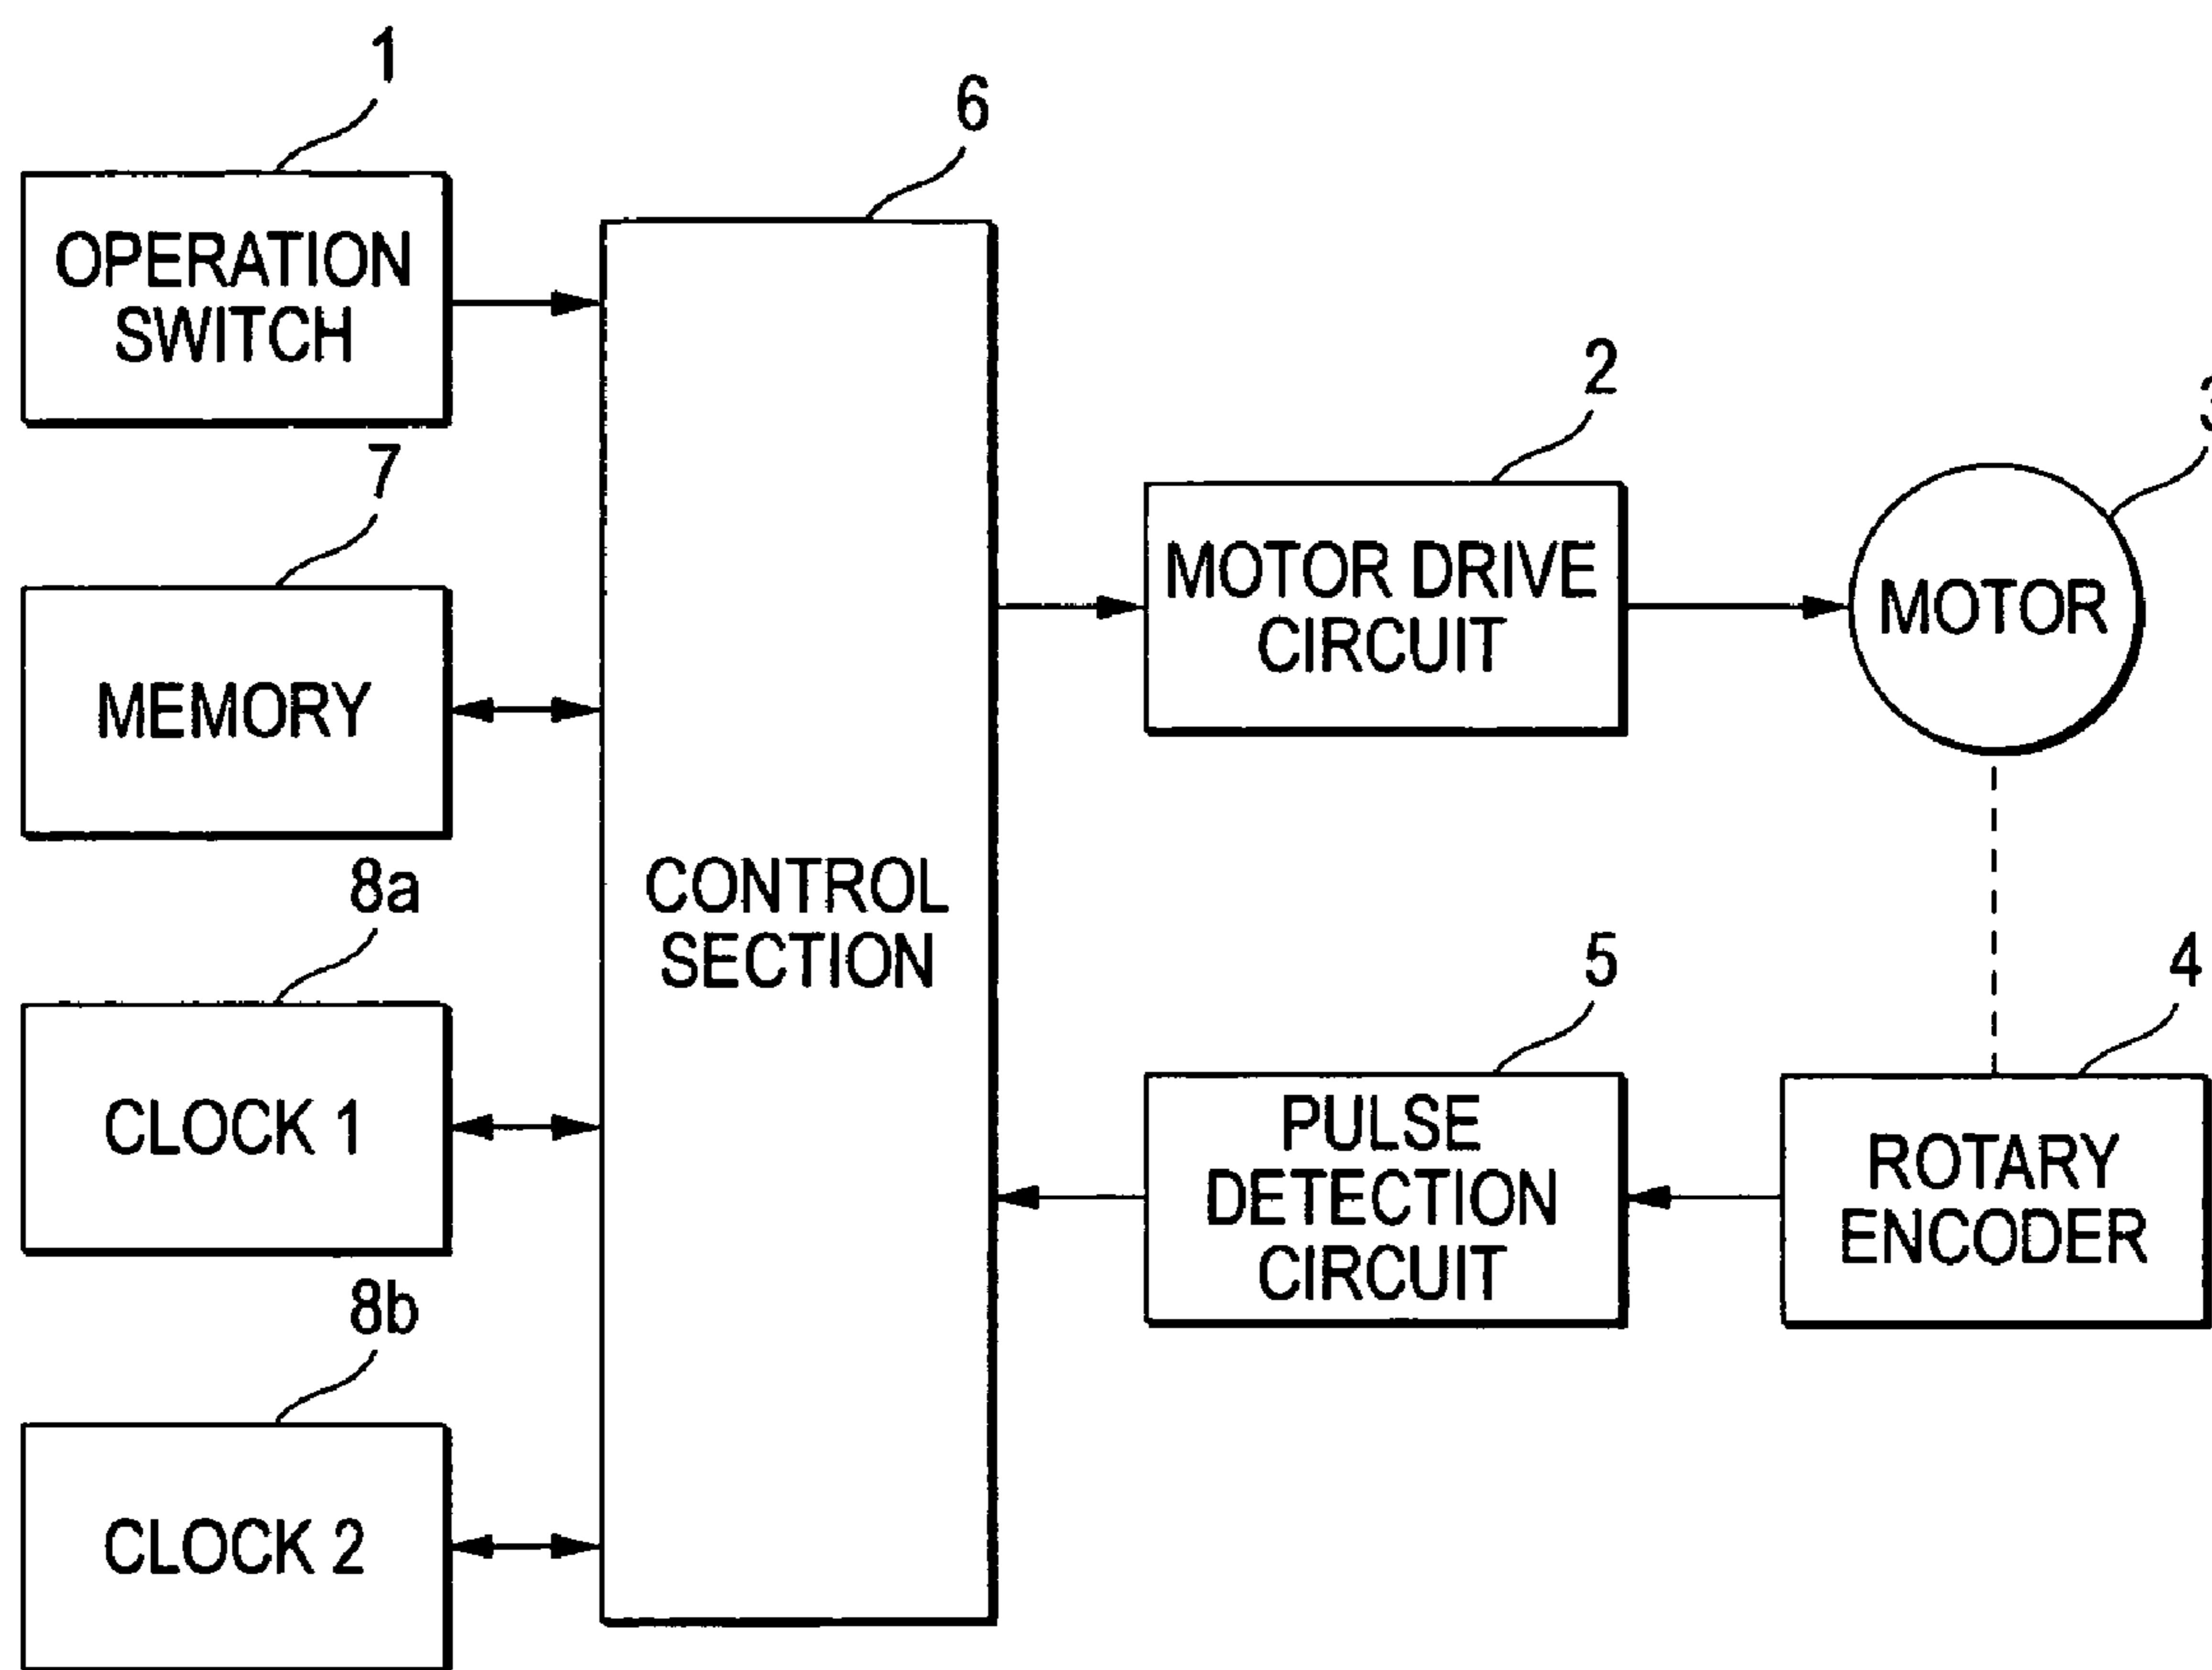 1
OPERATION
SWITCH
6
7
MEMORY
8a
CLOCK 1
8b
CLOCK 2
CONTROL
SECTION
2
MOTOR DRIVE
CIRCUIT
3
MOTOR
5
PULSE
DETECTION
CIRCUIT
4
ROTARY
ENCODER